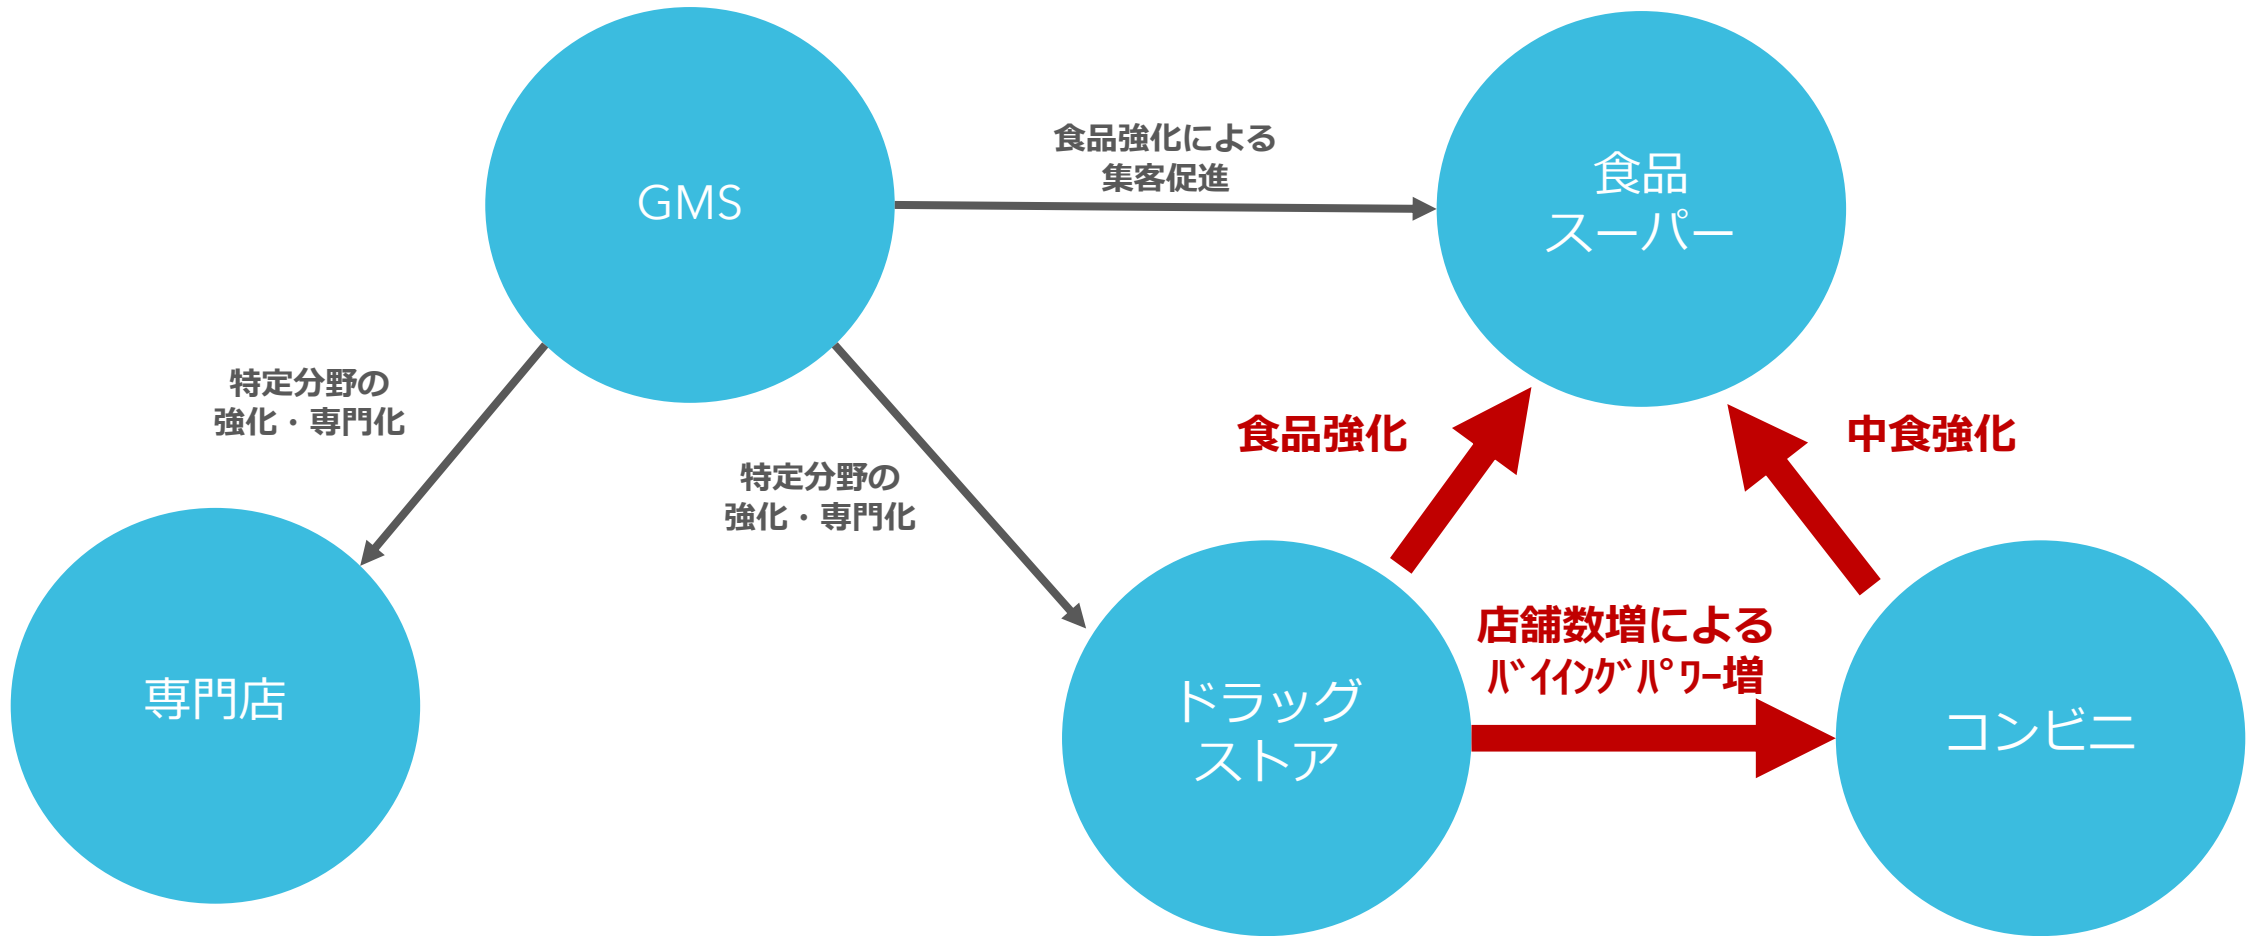 GMS
食品強化による
集客促進
食品
スーパー
特定分野の
強化・専門化
特定分野の
強化・専門化
食品強化
中食強化
店舗数増による
ﾊﾞｲｲﾝｸﾞﾊﾟﾜｰ増
専門店
ドラッグ
ストア
コンビニ